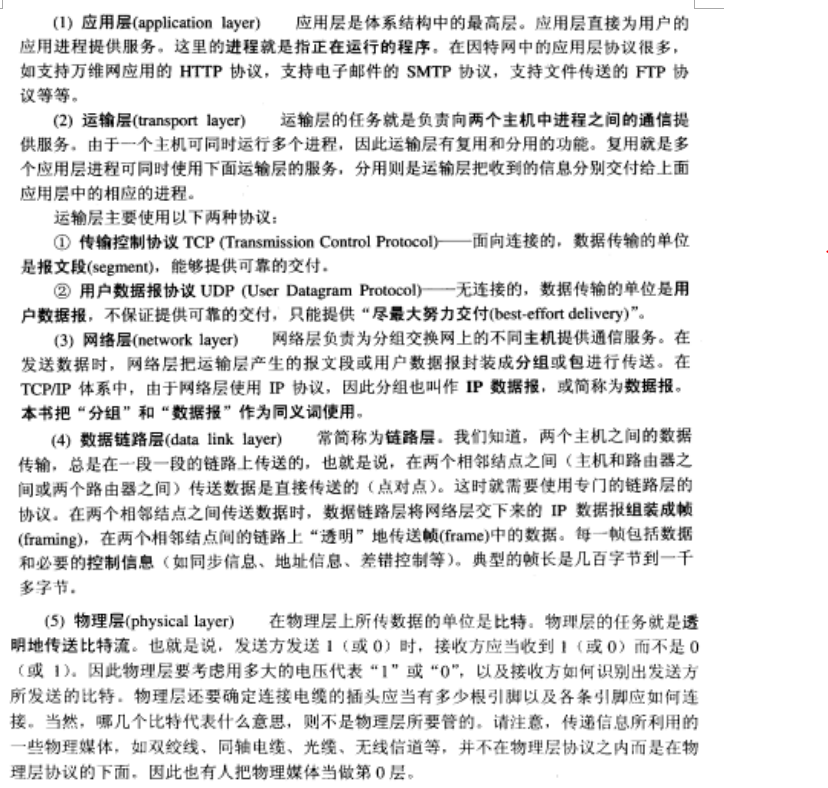 (1) 应用层(application layer)  应用层是体系结构中的最高层。应用层直接为用户的
应用进程提供服务。这里的进程就是指正在运行的程序。在因特网中的应用层协议很多，
如支持万维网应用的 HTTP 协议，支持电子邮件的 SMTP 协议，支持文件传送的 FTP 协
议等等。
(2) 运输层(transport layer)  运输层的任务就是负责向两个主机中进程之间的通信提
供服务。由于一个主机可同时运行多个进程，因此运输层有复用和分用的功能。复用就是多
个应用层进程可同时使用下面运输层的服务，分用则是运输层把收到的信息分别交付给上面
应用层中的相应的进程。
运输层主要使用以下两种协议：
① 传输控制协议 TCP (Transmission Control Protocol)——面向连接的，数据传输的单位
是报文段(segment)，能够提供可靠的交付。
② 用户数据报协议 UDP (User Datagram Protocol)——无连接的，数据传输的单位是用
户数据报，不保证提供可靠的交付，只能提供“尽最大努力交付(best-effort delivery)”。
(3) 网络层(network layer)  网络层负责为分组交换网上的不同主机提供通信服务。在
发送数据时，网络层把运输层产生的报文段或用户数据报封装成分组或包进行传送。在
TCP/IP 体系中，由于网络层使用 IP 协议，因此分组也叫作 IP 数据报，或简称为数据报。
本书把“分组”和“数据报”作为同义词使用。
(4) 数据链路层(data link layer)  常简称为链路层。我们知道，两个主机之间的数据
传输，总是在一段一段的链路上传送的，也就是说，在两个相邻结点之间（主机和路由器之
间或两个路由器之间）传送数据是直接传送的（点对点）。这时就需要使用专门的链路层的
协议。在两个相邻结点之间传送数据时，数据链路层将网络层交下来的 IP 数据报组装成帧
(framing)，在两个相邻结点间的链路上“透明”地传送帧(frame)中的数据。每一帧包括数据
和必要的控制信息（如同步信息、地址信息、差错控制等）。典型的帧长是几百字节到一千
多字节。
(5) 物理层(physical layer)  在物理层上所传数据的单位是比特。物理层的任务就是透
明地传送比特流。也就是说，发送方发送 1（或 0）时，接收方应当收到 1（或 0）而不是 0
（或 1）。因此物理层要考虑用多大的电压代表“1”或“0”，以及接收方如何识别出发送方
所发送的比特。物理层还要确定连接电缆的插头应当有多少根引脚以及各条引脚应如何连
接。当然，哪几个比特代表什么意思，则不是物理层所要管的。请注意，传递信息所利用的
一些物理媒体，如双绞线、同轴电缆、光缆、无线信道等，并不在物理层协议之内而是在物
理层协议的下面。因此也有人把物理媒体当做第 0 层。